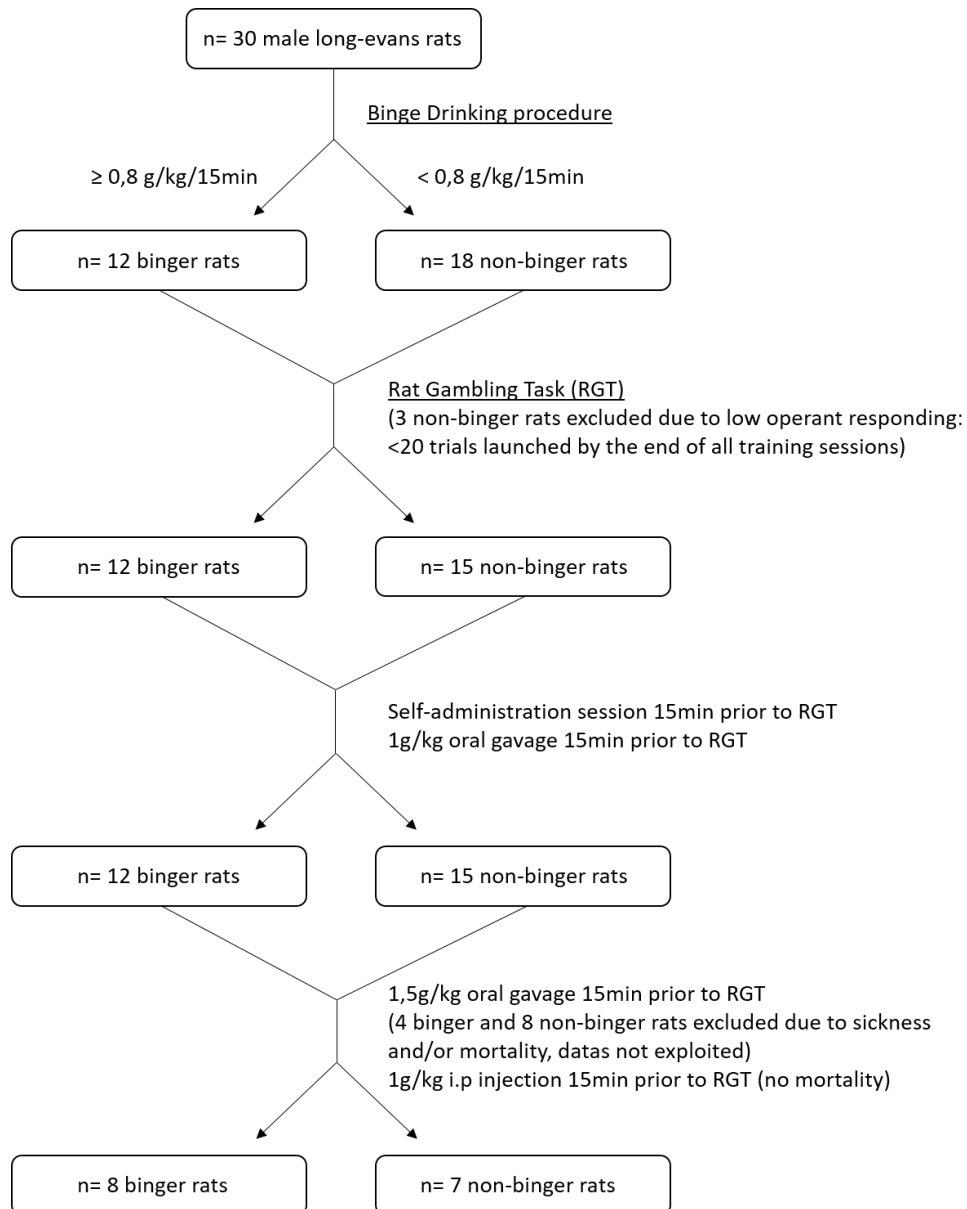 n= 30 male long-evans rats
Binge Drinking procedure
≥ 0,8 g/kg/15min
< 0,8 g/kg/15min
n= 12 binger rats
n= 18 non-binger rats
Rat Gambling Task (RGT)
(3 non-binger rats excluded due to low operant responding:
<20 trials launched by the end of all training sessions)
n= 12 binger rats
n= 15 non-binger rats
Self-administration session 15min prior to RGT
1g/kg oral gavage 15min prior to RGT
n= 12 binger rats
n= 15 non-binger rats
1,5g/kg oral gavage 15min prior to RGT
(4 binger and 8 non-binger rats excluded due to sickness
and/or mortality, datas not exploited)
1g/kg i.p injection 15min prior to RGT (no mortality)
n= 8 binger rats
n= 7 non-binger rats